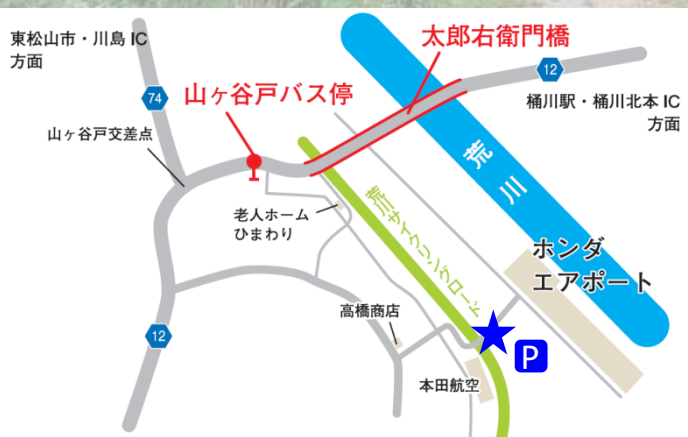 東松山市・川島 IC
方面
74
山ヶ谷戸バス停
太郎右衛門橋
12
桶川駅・桶川北本 IC
方面
山ヶ谷戸交差点
荒川
老人ホーム
ひまわり
荒川サイクリングロード
ホンダ
エアポート
高橋商店
12
P
本田航空